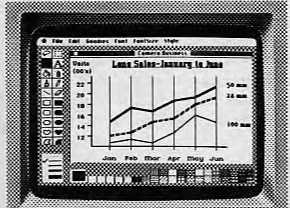 File Edit Goodies Font FontSize Style
Camera Business
Lens Sales-January to June
Units
(00's)
22
20
18
16
14
12
50 mm
24 mm
100 mm
Jan Feb Mar Apr May Jun